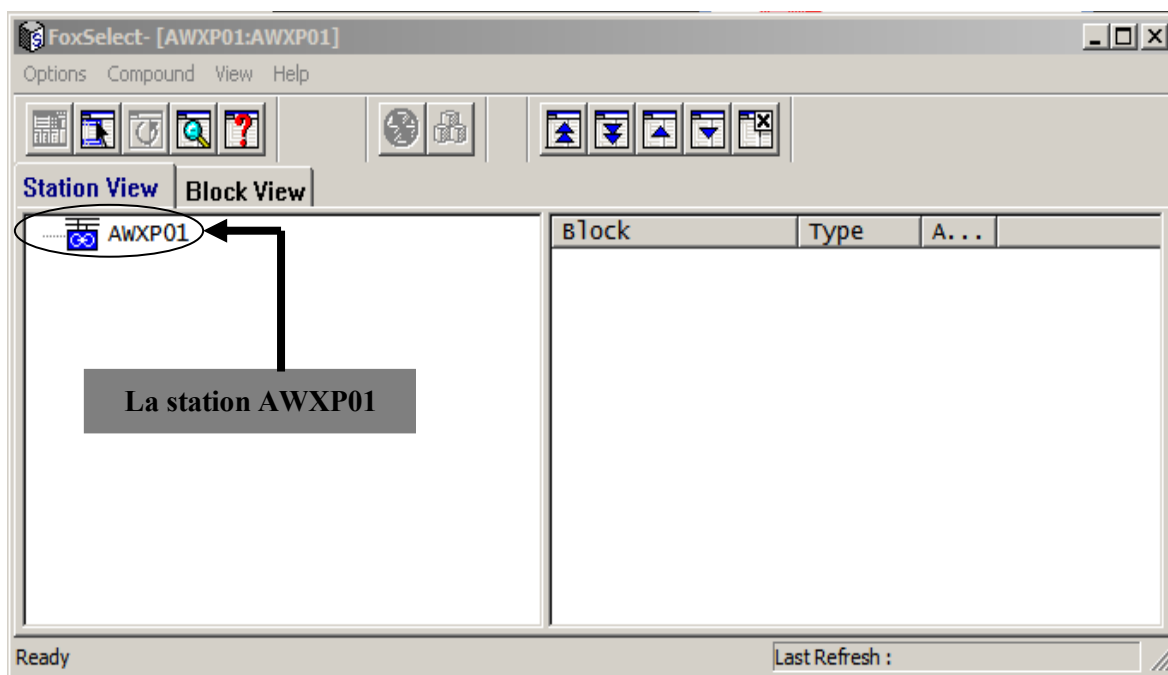 FoxSelect- [AWXP01:AWXP01]
Options Compound View Help
Station View Block View
AWXP01
Block Type A...
La station AWXP01
Ready Last Refresh :